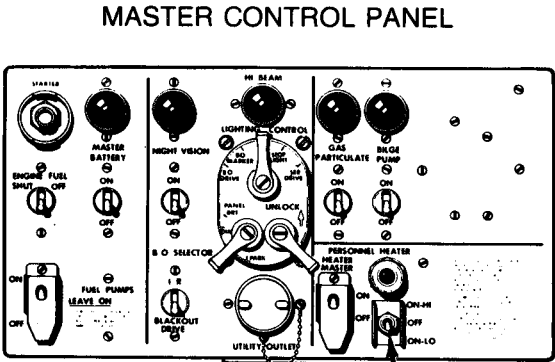 MASTER CONTROL PANEL
STARTER
HI BEAM
MASTER
BATTERY
NIGHT VISION
LIGHTING CONTROL
GAS
PARTICULATE
BILGE
PUMP
BO
MARKER
STOP
LIGHT
BO
DRIVE
SER
DRIVE
ENGINE FUEL
SHUT OFF
ON
ON
ON
ON
PANEL
BRT
UNLOCK
OFF
OFF
OFF
OFF
PARK
B O SELECTOR
PERSONNEL HEATER
HEATER
MASTER
ON
FUEL PUMPS
LEAVE ON
I R
ON
ON-HI
OFF
BLACKOUT
DRIVE
OFF
OFF
ON-LO
UTILITY OUTLET